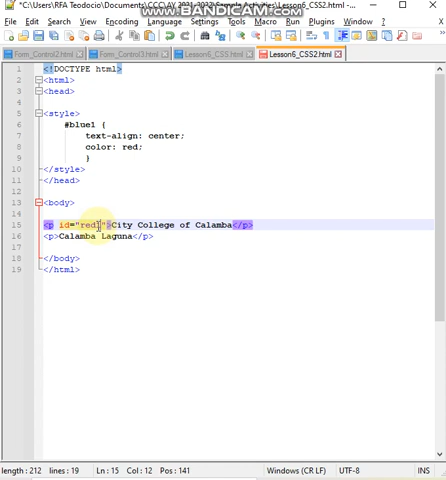 *C:\Users\RFA Teodocio\Documents\CCC\AY 2021-2022\Sample Activities\Lesson6_CSS2.html -
WWW.BANDICAM.COM
File Edit Search View Encoding Language Settings Tools Macro Run Plugins Window ?
Form_Control2.html Form_Control3.html Lesson6_CSS.html Lesson6_CSS2.html
1 <!DOCTYPE html>
2 <html>
3 <head>
4
5 <style>
6 #blue1 {
7 text-align: center;
8 color: red;
9 }
10 </style>
11 </head>
12
13 <body>
14
15 <p id="red1">City College of Calamba</p>
16 <p>Calamba Laguna</p>
17
18 </body>
19 </html>
length : 212 lines : 19 Ln : 15 Col : 12 Pos : 141 Windows (CR LF) UTF-8 INS